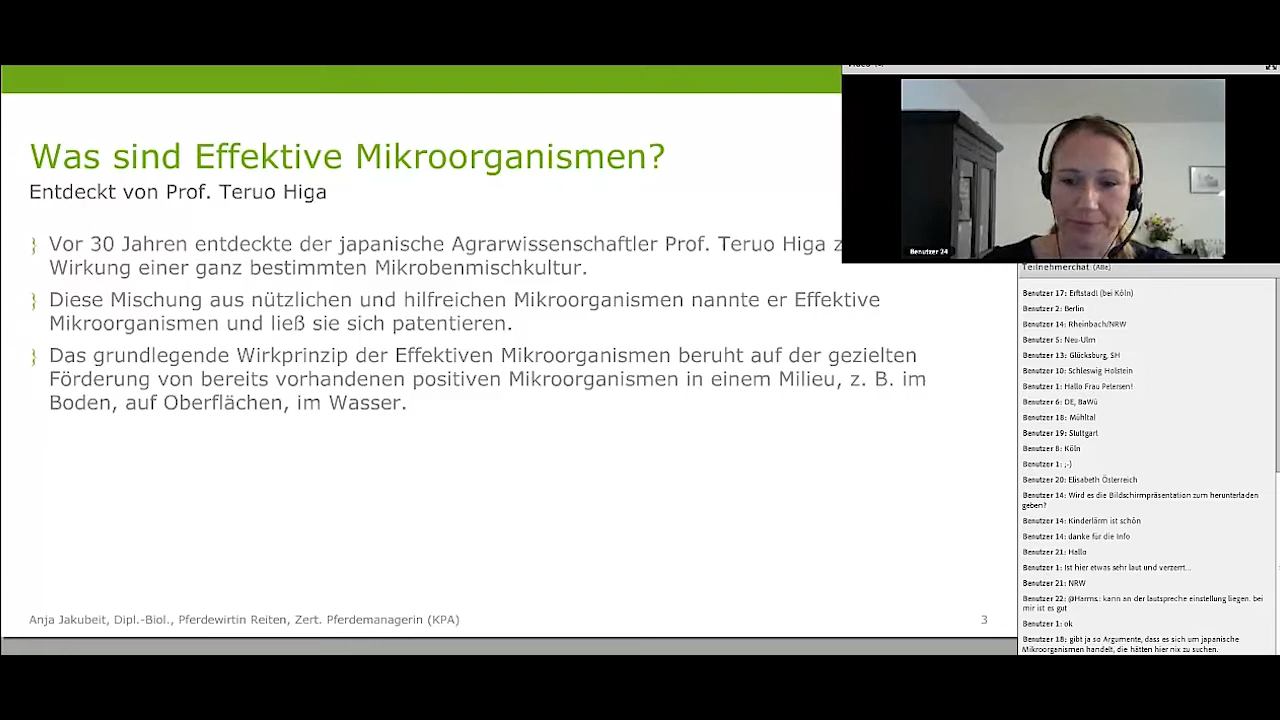 Was sind Effektive Mikroorganismen?
Entdeckt von Prof. Teruo Higa
Vor 30 Jahren entdeckte der japanische Agrarwissenschaftler Prof. Teruo Higa z
Wirkung einer ganz bestimmten Mikrobenmischkultur.
Diese Mischung aus nützlichen und hilfreichen Mikroorganismen nannte er Effektive
Mikroorganismen und ließ sie sich patentieren.
Das grundlegende Wirkprinzip der Effektiven Mikroorganismen beruht auf der gezielten
Förderung von bereits vorhandenen positiven Mikroorganismen in einem Milieu, z. B. im
Boden, auf Oberflächen, im Wasser.
Anja Jakubeit, Dipl.-Biol., Pferdewirtin Reiten, Zert. Pferdemanagerin (KPA)
3
Benutzer 24
Teilnehmerchat (Alle)
Benutzer 17: Erftstadt (bei Köln)
Benutzer 2: Berlin
Benutzer 14: Rheinbach/NRW
Benutzer 5: Neu-Ulm
Benutzer 13: Glücksburg, SH
Benutzer 10: Schleswig Holstein
Benutzer 1: Hallo Frau Petersen!
Benutzer 6: DE, BaWü
Benutzer 18: Mühltal
Benutzer 19: Stuttgart
Benutzer 8: Köln
Benutzer 1: ;-)
Benutzer 20: Elisabeth Österreich
Benutzer 14: Wird es die Bildschirmpräsentation zum herunterladen
geben?
Benutzer 14: Kinderlärm ist schön
Benutzer 14: danke für die Info
Benutzer 21: Hallo
Benutzer 1: Ist hier etwas sehr laut und verzerrt...
Benutzer 21: NRW
Benutzer 22: @Harms.: kann an der lautspreche einstellung liegen. bei
mir ist es gut
Benutzer 1: ok
Benutzer 18: gibt ja so Argumente, dass es sich um japanische
Mikroorganismen handelt, die hätten hier nix zu suchen.